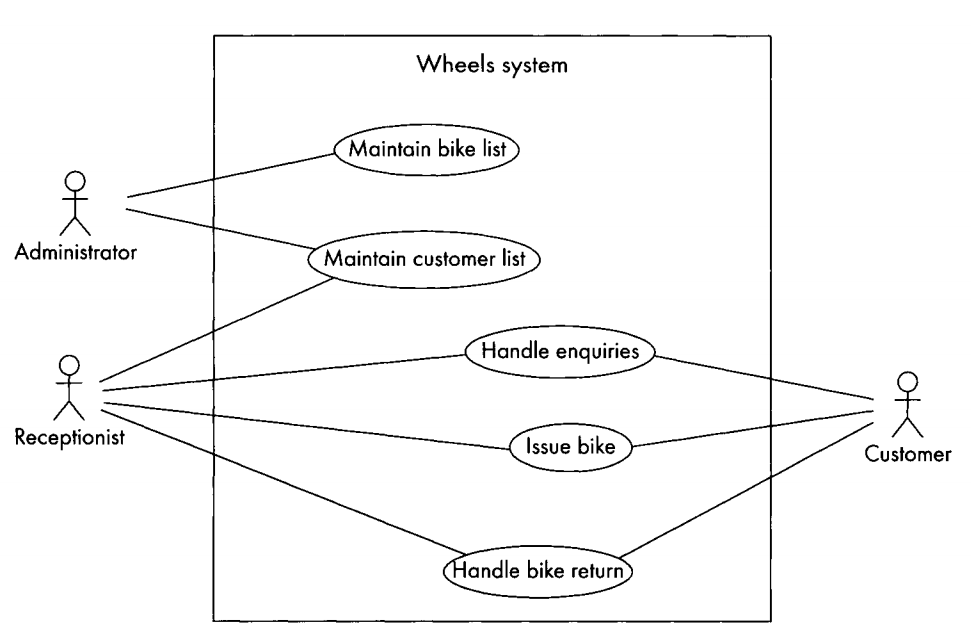 Wheels system
Maintain bike list
Administrator
Maintain customer list
Handle enquiries
Receptionist
Issue bike
Customer
Handle bike return